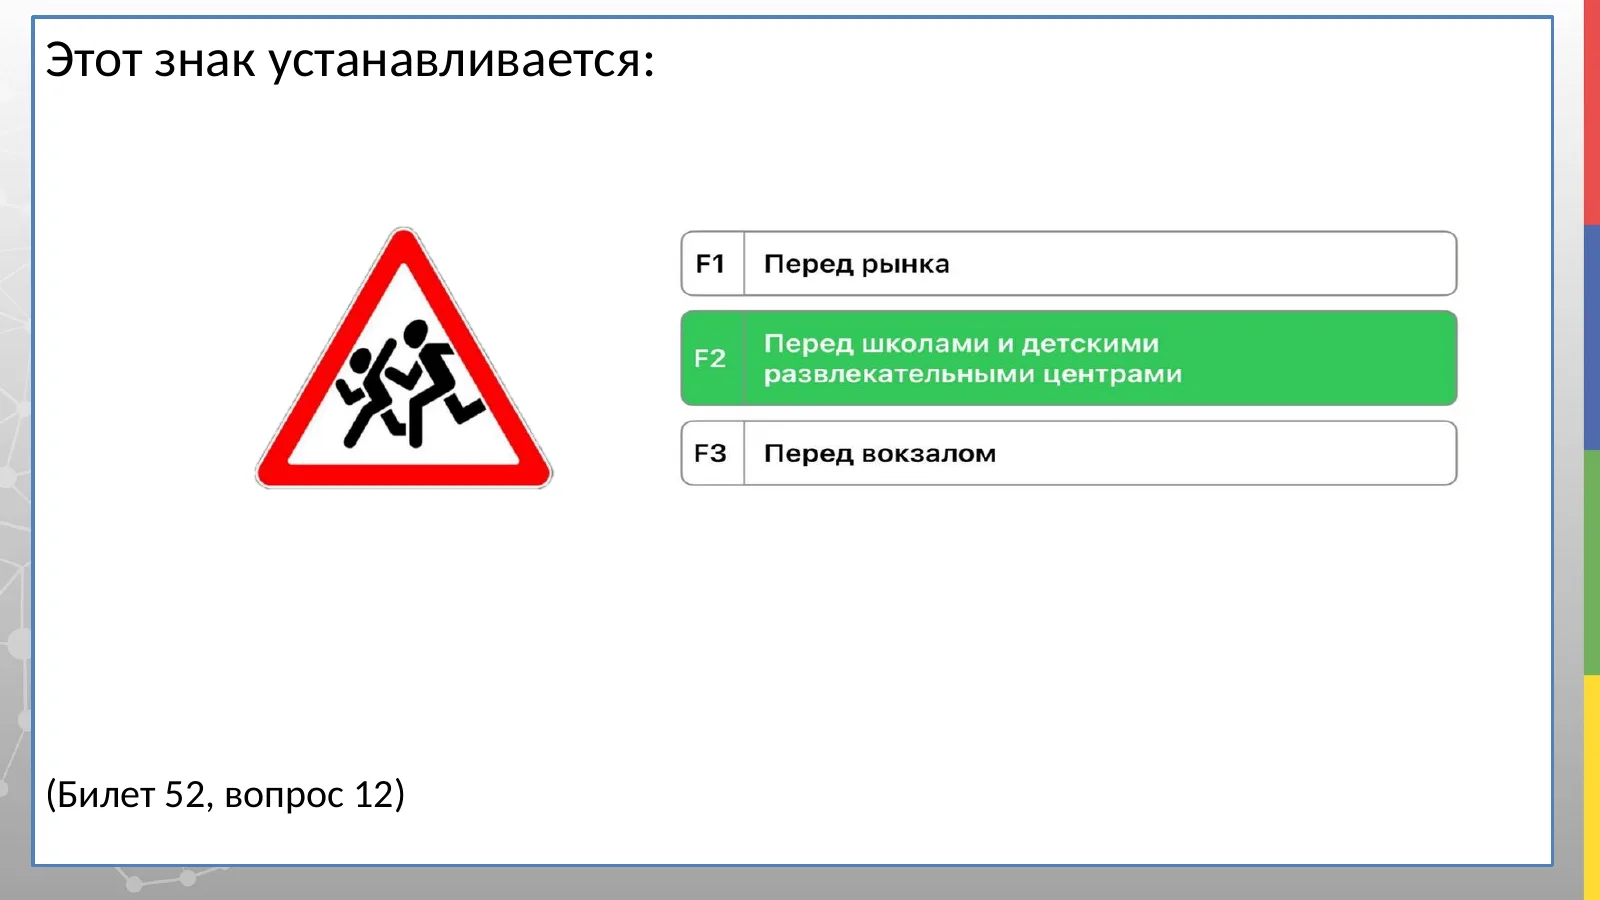 Этот знак устанавливается:
F1 Перед рынка
F2 Перед школами и детскими
развлекательными центрами
F3 Перед вокзалом
(Билет 52, вопрос 12)